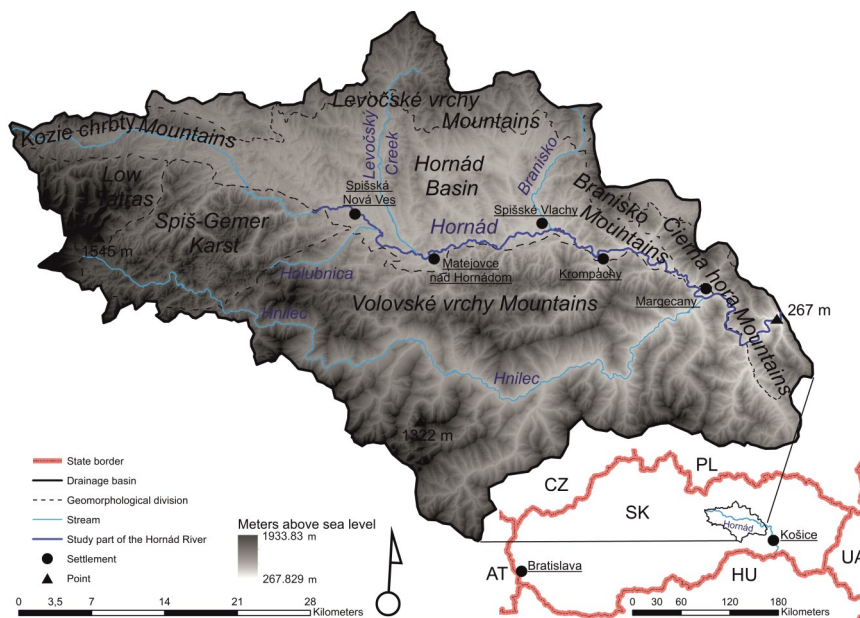 Levočské vrchy
Mountains
Kozie chrbty Mountains
Levočský
Creek
Hornád
Basin
Branisko
Low
Tatras
Spišská
Nová Ves
Spišské Vlachy
Branisko
Mountains
Čierna hora
Mountains
Spiš-Gemer
Karst
Hornád
1545 m
Holubnica
Matejovce
nad Hornádom
Krompachy
Margecany
267 m
Volovské vrchy Mountains
Hnilec
Hnilec
1322 m
State border
Drainage basin
Geomorphological division
Stream
Study part of the Hornád River
Settlement
Point
Meters above sea level
1933.83 m
267.829 m
0 3,5 7 14 21 28
Kilometers
CZ
PL
SK
Hornád
Košice
UA
AT
Bratislava
HU
0 30 60 120 180
Kilometers